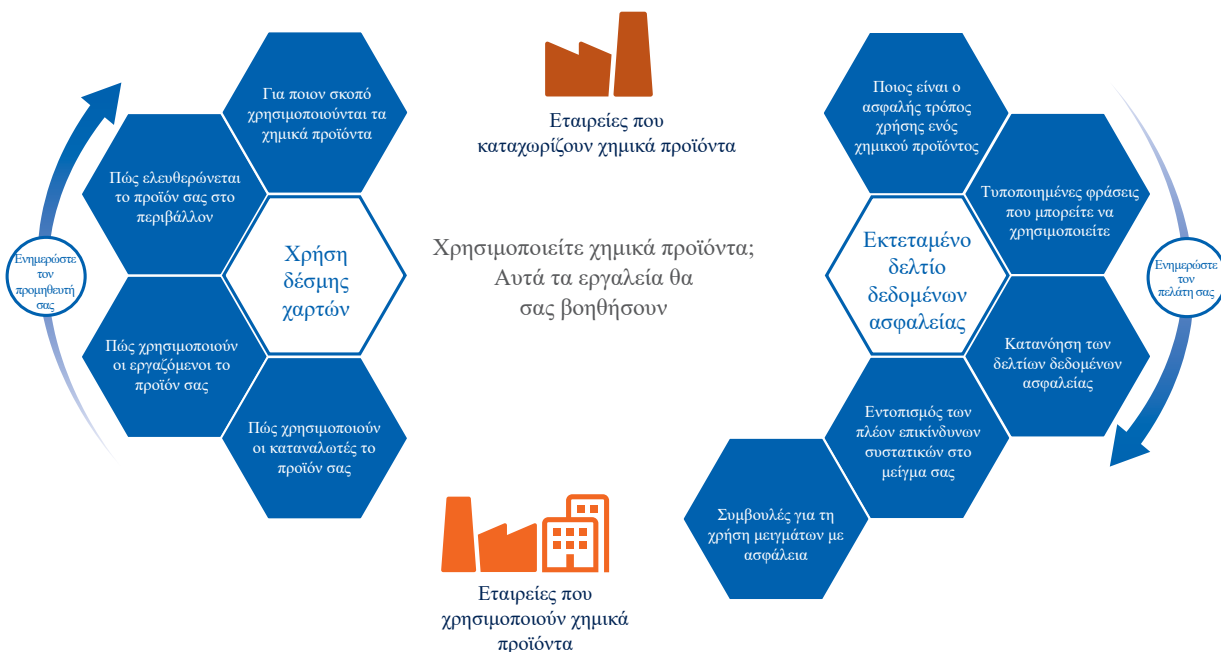 Για ποιον σκοπό
χρησιμοποιούνται τα
χημικά προϊόντα
Πώς ελευθερώνεται
το προϊόν σας στο
περιβάλλον
Ενημερώστε
τον
προμηθευτή
σας
Χρήση
δέσμης
χαρτών
Πώς χρησιμοποιούν
οι εργαζόμενοι το
προϊόν σας
Πώς χρησιμοποιούν
οι καταναλωτές το
προϊόν σας
Εταιρείες που
καταχωρίζουν χημικά προϊόντα
Χρησιμοποιείτε χημικά προϊόντα;
Αυτά τα εργαλεία θα
σας βοηθήσουν
Εταιρείες που
χρησιμοποιούν χημικά
προϊόντα
Ποιος είναι ο
ασφαλής τρόπος
χρήσης ενός
χημικού προϊόντος
Τυποποιημένες φράσεις
που μπορείτε να
χρησιμοποιείτε
Εκτεταμένο
δελτίο
δεδομένων
ασφαλείας
Ενημερώστε
τον
πελάτη σας
Κατανόηση των
δελτίων δεδομένων
ασφαλείας
Εντοπισμός των
πλέον επικίνδυνων
συστατικών στο
μείγμα σας
Συμβουλές για τη
χρήση μειγμάτων με
ασφάλεια